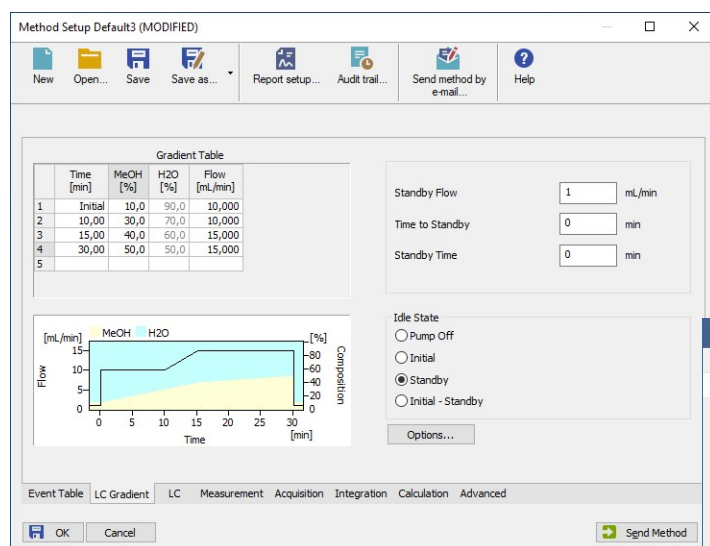 Method Setup Default3 (MODIFIED)
New Open... Save Save as... Report setup... Audit trail... Send method by e-mail... Help
Gradient Table
Time [min] MeOH [%] H2O [%] Flow [mL/min]
1 Initial 10,0 90,0 10,000
2 10,00 30,0 70,0 10,000
3 15,00 40,0 60,0 15,000
4 30,00 50,0 50,0 15,000
5
Standby Flow 1 mL/min
Time to Standby 0 min
Standby Time 0 min
[mL/min] MeOH H2O [%]
15
10
5
0
Flow
80
60
40
20
0
Composition
0 5 10 15 20 25 30
Time [min]
Idle State
Pump Off
Initial
Standby
Initial - Standby
Options...
Event Table LC Gradient LC Measurement Acquisition Integration Calculation Advanced
OK Cancel Send Method